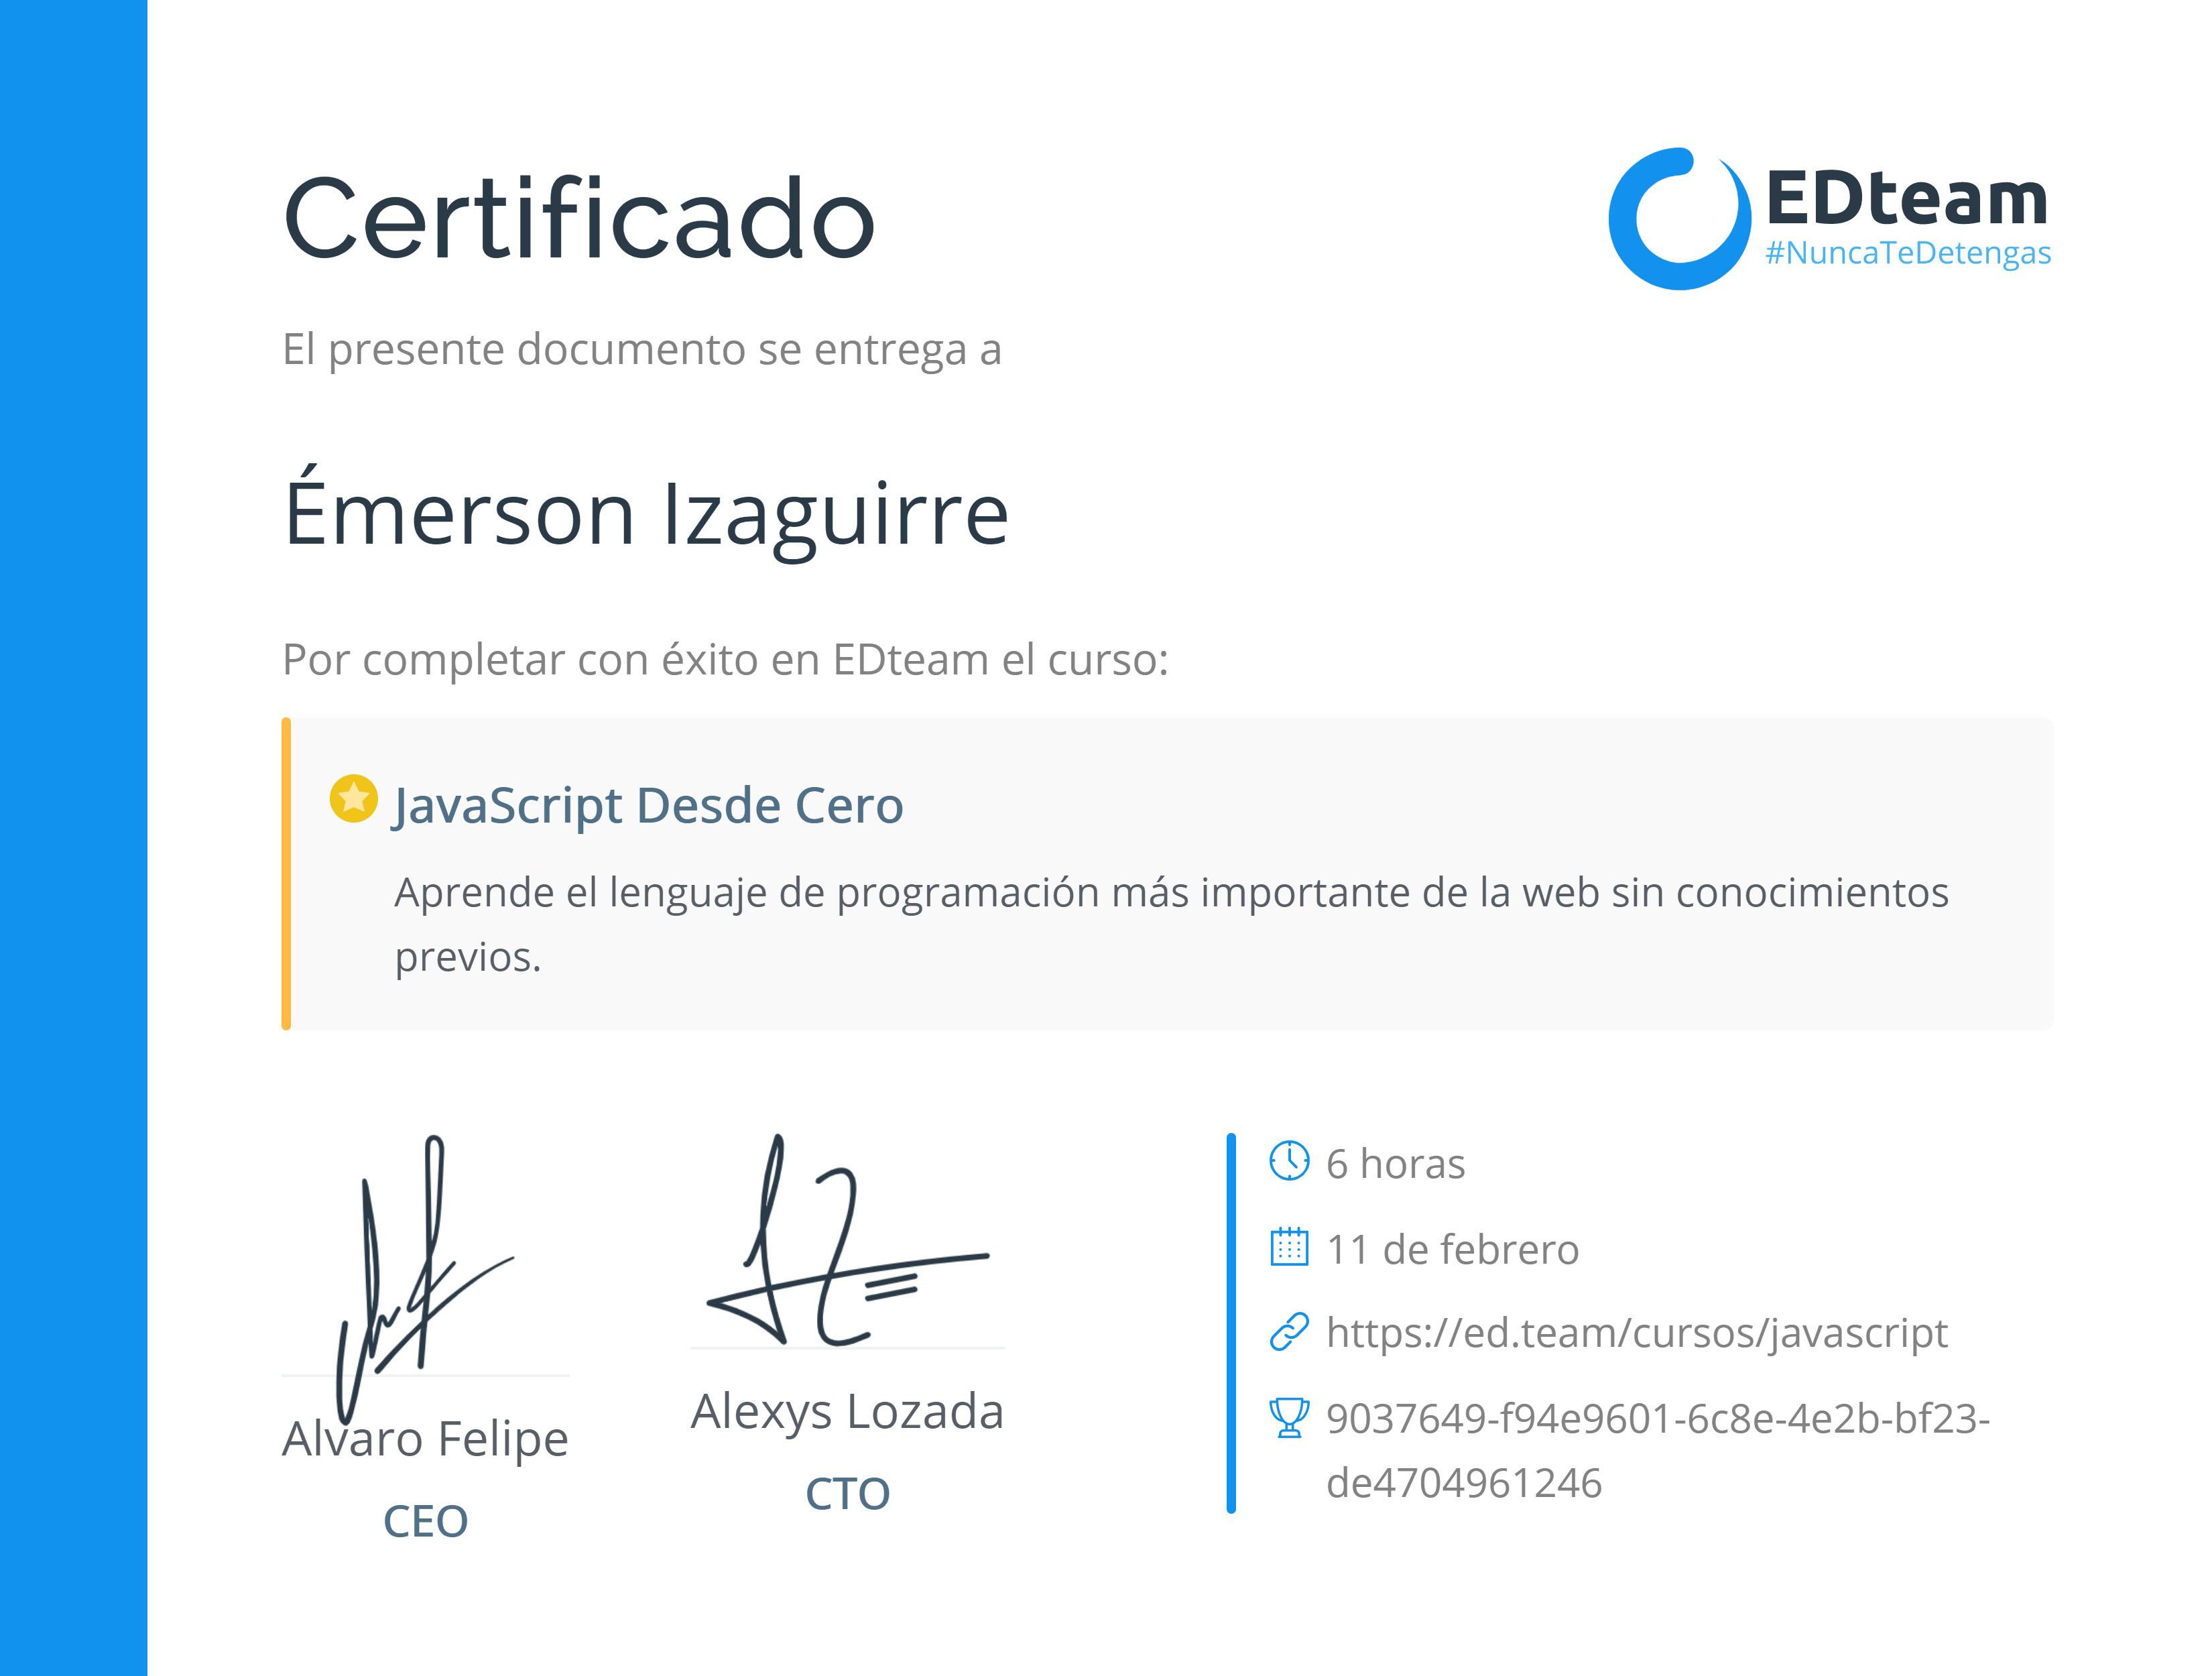 Certificado
EDteam
#NuncaTeDetengas
El presente documento se entrega a
Émerson Izaguirre
Por completar con éxito en EDteam el curso:
JavaScript Desde Cero
Aprende el lenguaje de programación más importante de la web sin conocimientos
previos.
Alvaro Felipe
CEO
Alexys Lozada
CTO
6 horas
11 de febrero
https://ed.team/cursos/javascript
9037649-f94e9601-6c8e-4e2b-bf23-
de4704961246